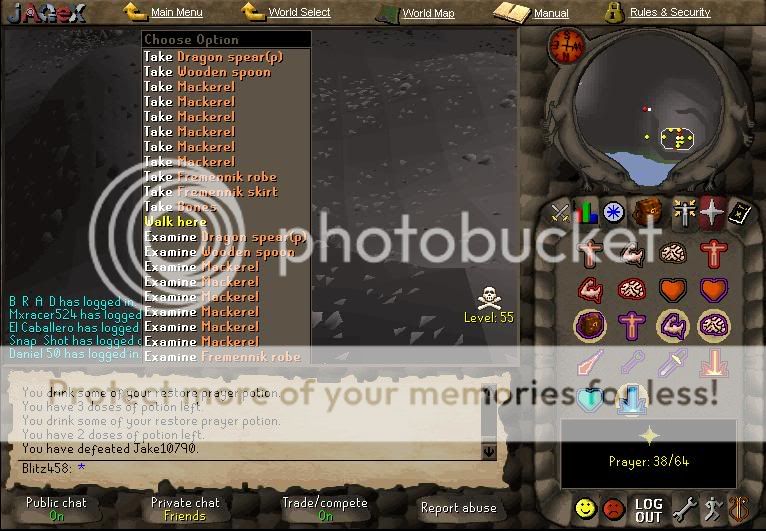 JAGEX
Main Menu
World Select
World Map
Manual
Rules & Security
Choose Option
Take Dragon spear(p)
Take Wooden spoon
Take Mackerel
Take Mackerel
Take Mackerel
Take Mackerel
Take Mackerel
Take Mackerel
Take Fremennik robe
Take Fremennik skirt
Take Bones
Walk here
Examine Dragon spear(p)
Examine Wooden spoon
Examine Mackerel
Examine Mackerel
Examine Mackerel
Examine Mackerel
Examine Mackerel
Examine Mackerel
Examine Fremennik robe
B R A D has logged in.
Mxracer524 has logged
El Caballero has logged
Snap Shot has logged
Daniel 50 has logged in.
Level: 55
photobucket
Protect more of your memories for less!
You drink some of your restore prayer potion.
You have 3 doses of potion left.
You drink some of your restore prayer potion.
You have 2 doses of potion left.
You have defeated Jake10790.
Blitz458: *
Prayer: 38/64
Public chat
On
Private chat
Friends
Trade/compete
On
Report abuse
LOG
OUT